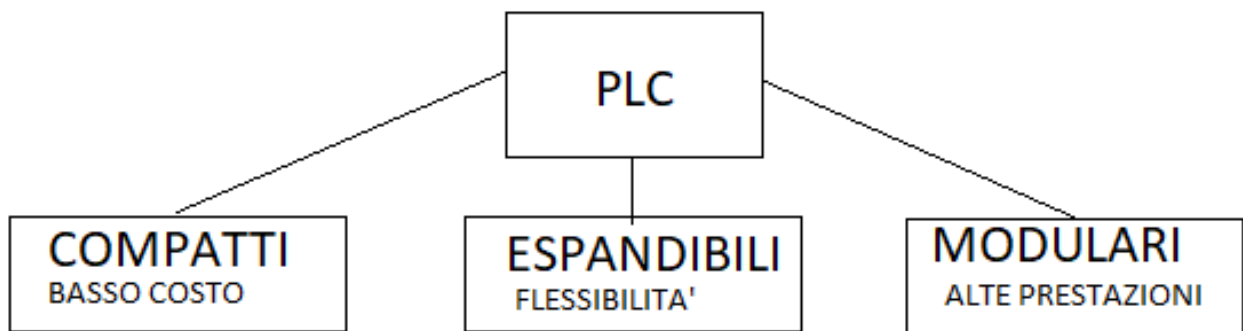 PLC
COMPATTI
BASSO COSTO
ESPANDIBILI
FLESSIBILITA'
MODULARI
ALTE PRESTAZIONI